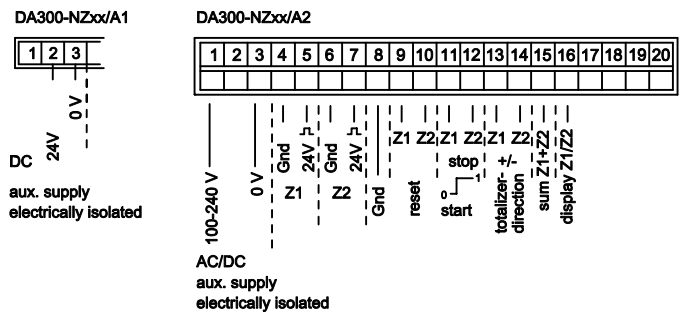 DA300-NZxx/A1
1 2 3
24V
0 V
DC
aux. supply
electrically isolated
DA300-NZxx/A2
1 2 3 4 5 6 7 8 9 10 11 12 13 14 15 16 17 18 19 20
100-240 V
0 V
Gnd
24V
Z1
Gnd
24V
Z2
Gnd
Z1 Z2
reset
Z1 Z2
stop
0 1
start
Z1 Z2
totalizer- +/-
direction
sum Z1+Z2
display Z1/Z2
AC/DC
aux. supply
electrically isolated